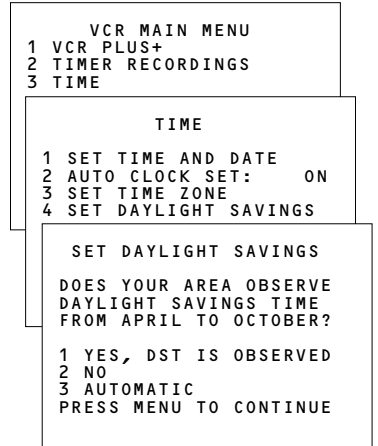 VCR MAIN MENU
1 VCR PLUS+
2 TIMER RECORDINGS
3 TIME
TIME
1 SET TIME AND DATE
2 AUTO CLOCK SET: ON
3 SET TIME ZONE
4 SET DAYLIGHT SAVINGS
SET DAYLIGHT SAVINGS
DOES YOUR AREA OBSERVE
DAYLIGHT SAVINGS TIME
FROM APRIL TO OCTOBER?
1 YES, DST IS OBSERVED
2 NO
3 AUTOMATIC
PRESS MENU TO CONTINUE